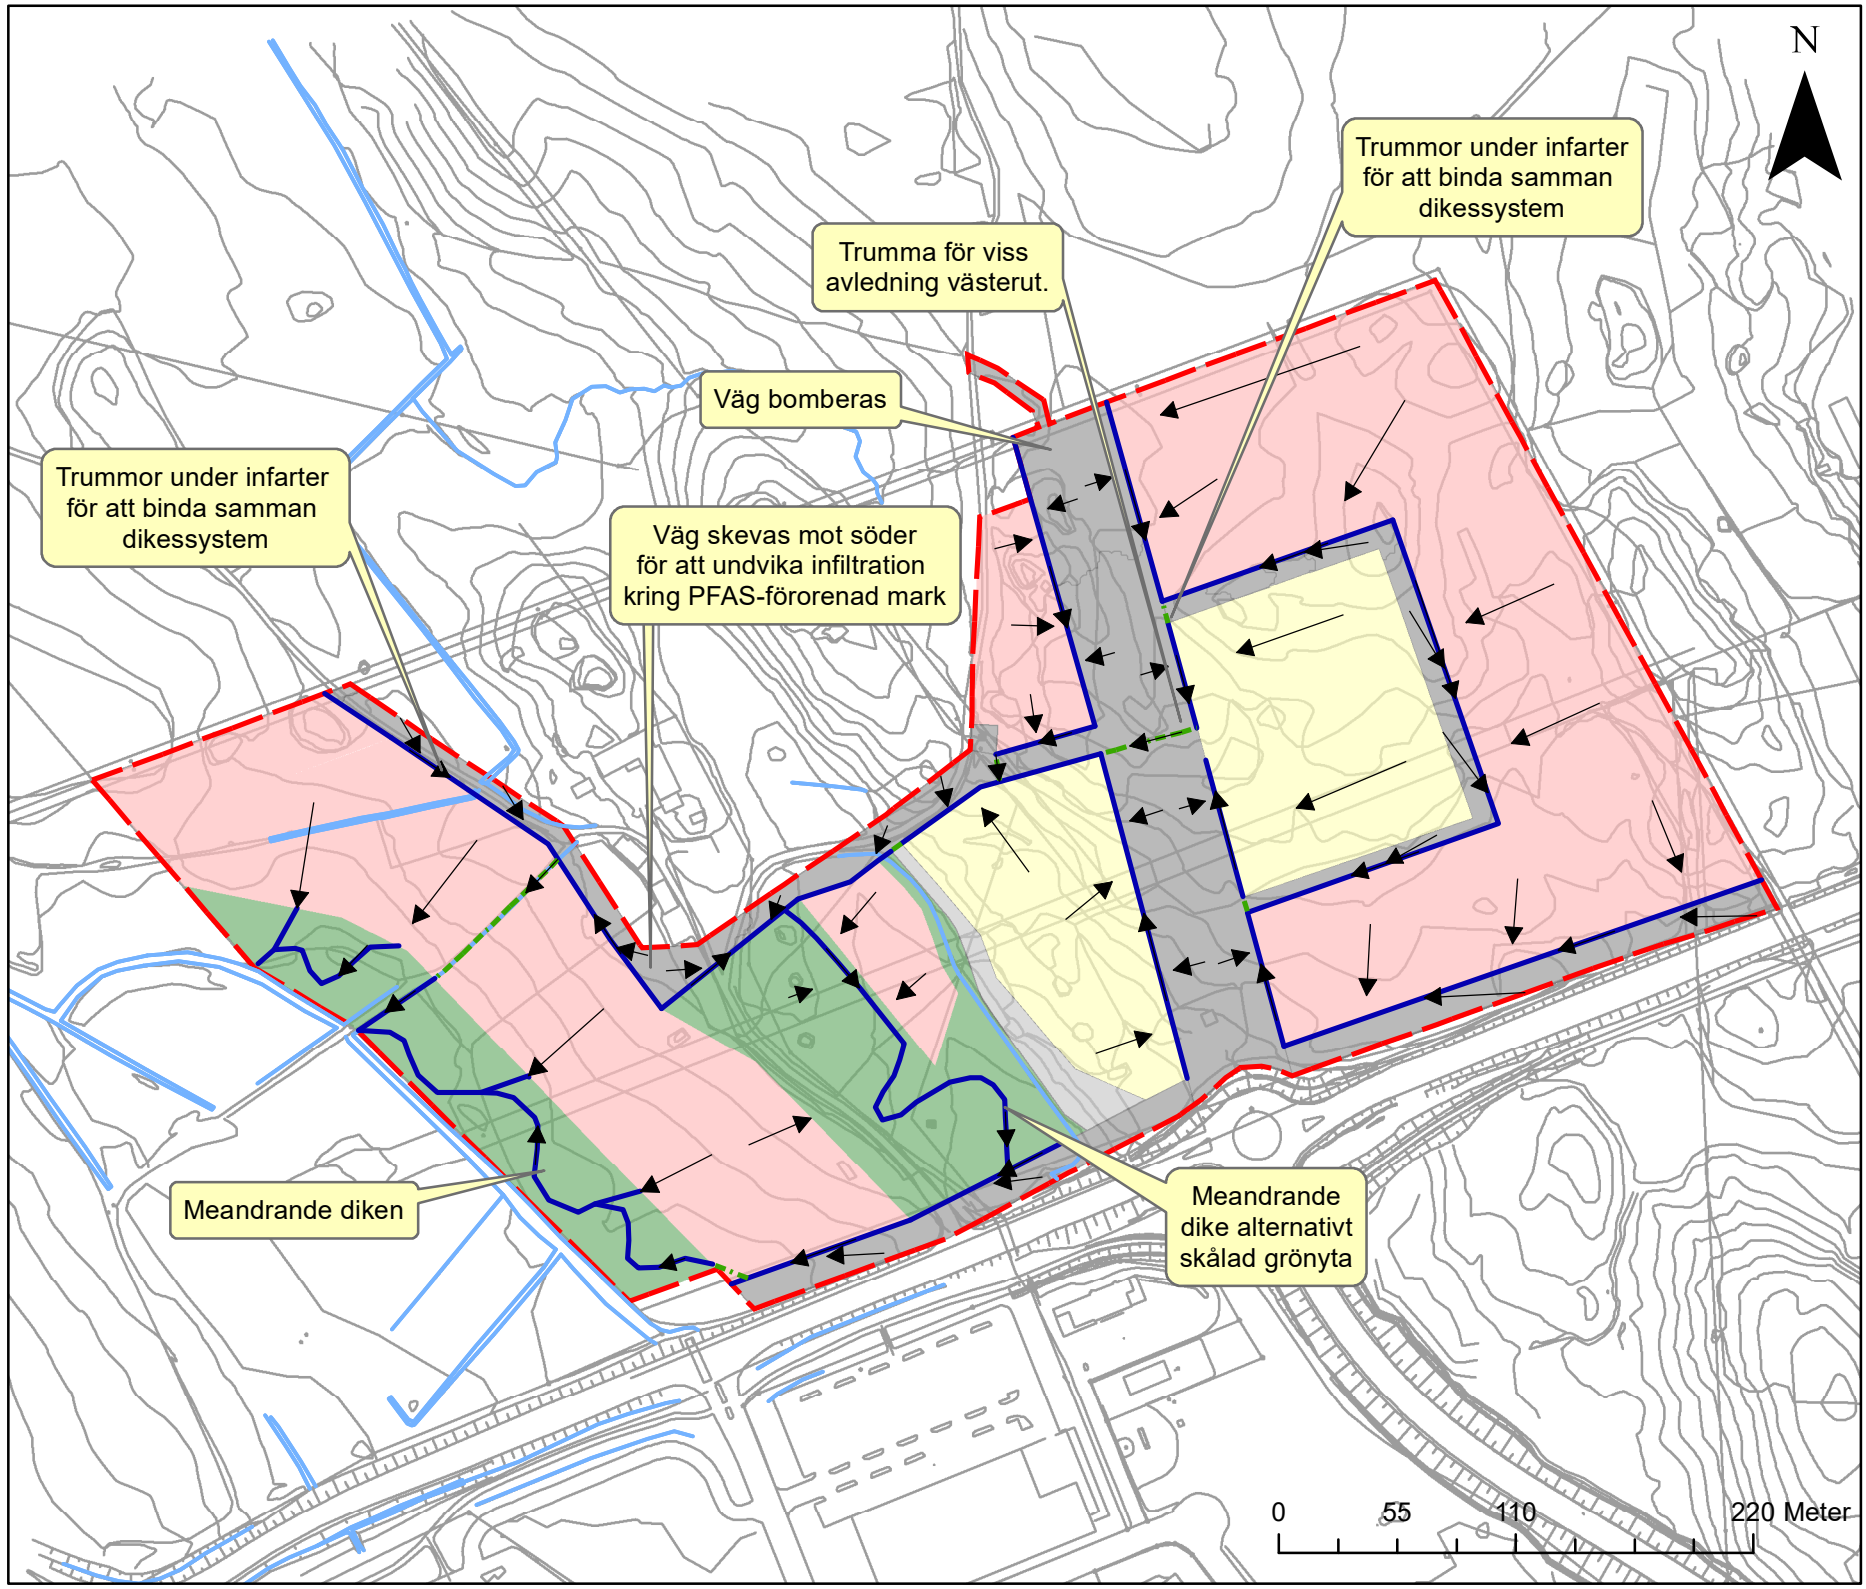 N
Trummor under infarter
för att binda samman
dikessystem
Trumma för viss
avledning västerut.
Väg bomberas
Trummor under infarter
för att binda samman
dikessystem
Väg skevas mot söder
för att undvika infiltration
kring PFAS-förorenad mark
Meandrande diken
Meandrande
dike alternativt
skålad grönyta
0 55 110 220 Meter